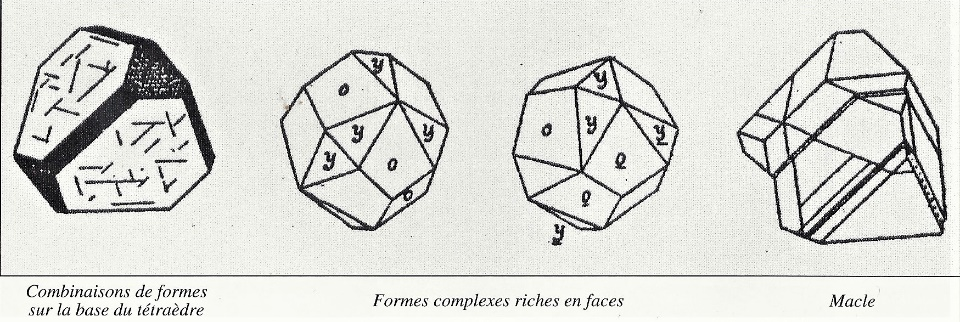 y
o
y
y
y
o
o
y
o
y
y
o
o
y
Combinaisons de formes
sur la base du tétraèdre
Formes complexes riches en faces
Macle